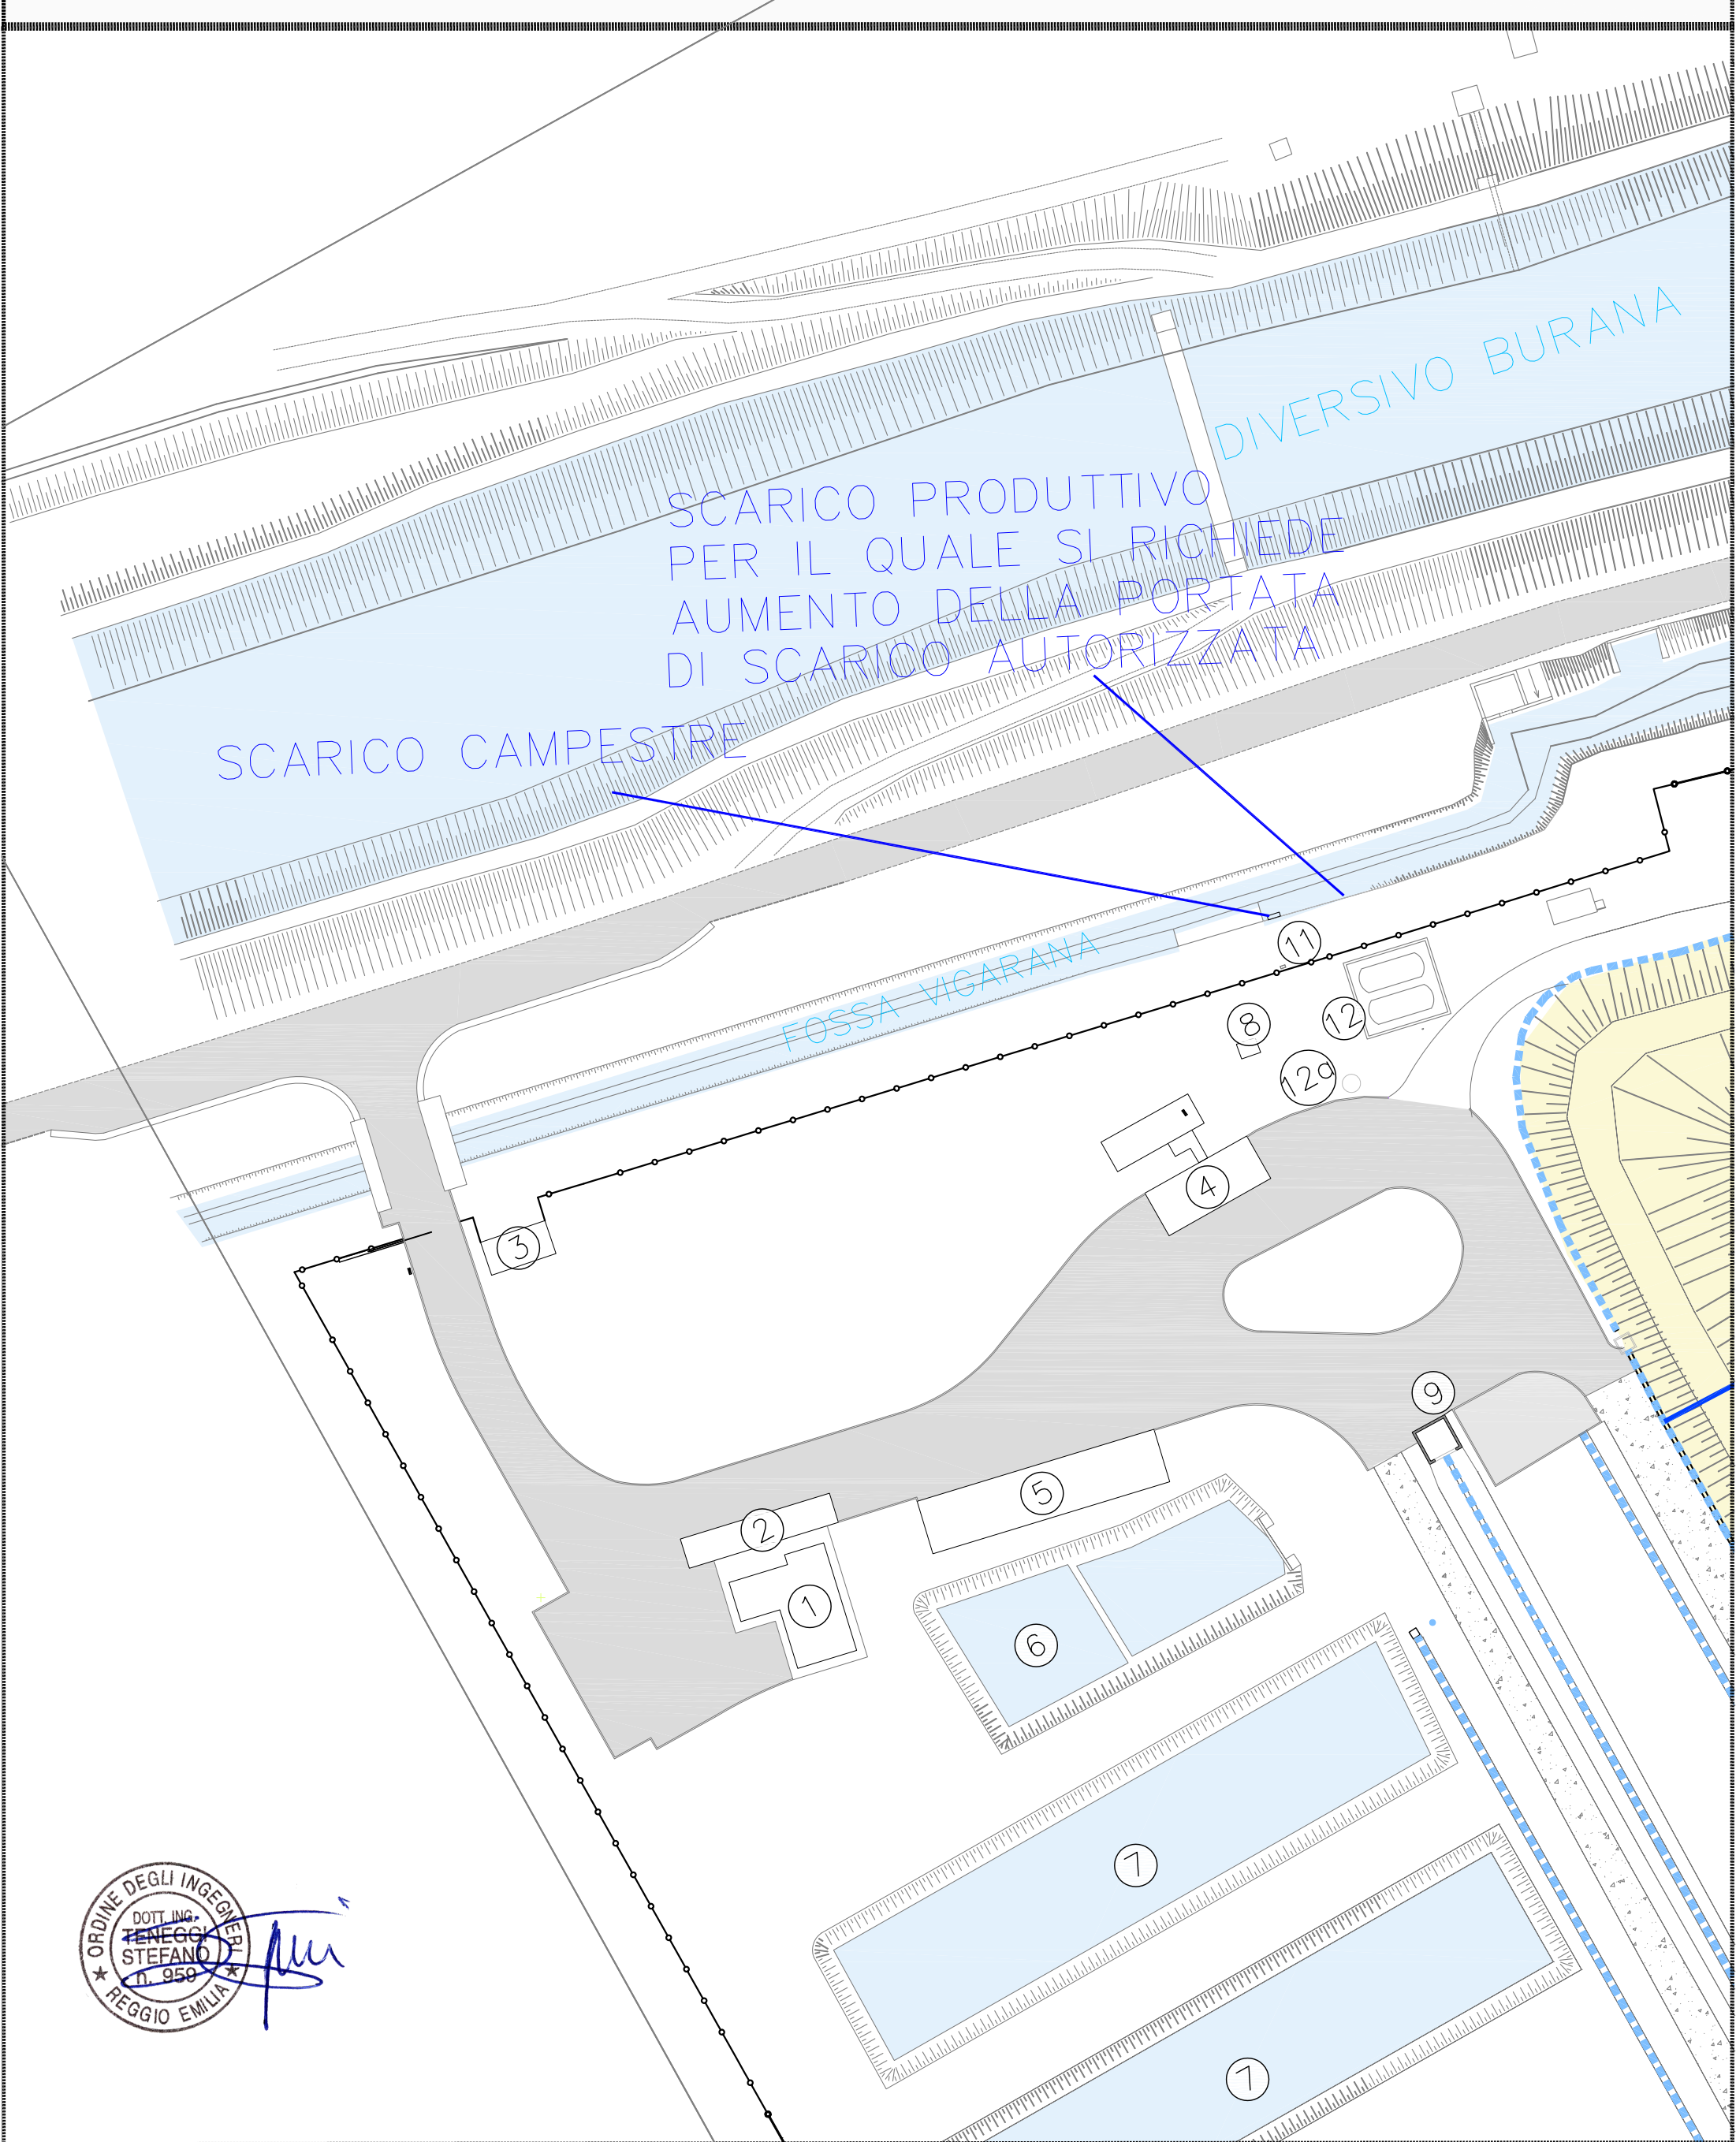 DIVERSIVO BURANA
SCARICO PRODUTTIVO
PER IL QUALE SI RICHIEDE
AUMENTO DELLA PORTATA
DI SCARICO AUTORIZZATA
SCARICO CAMPESTRE
FOSSA VIGARANA
11
8
12
12a
4
3
9
5
2
1
6
7
7
ORDINE DEGLI INGEGNERI
DOTT. ING.
TENEGGI
STEFANO
n. 959
REGGIO EMILIA